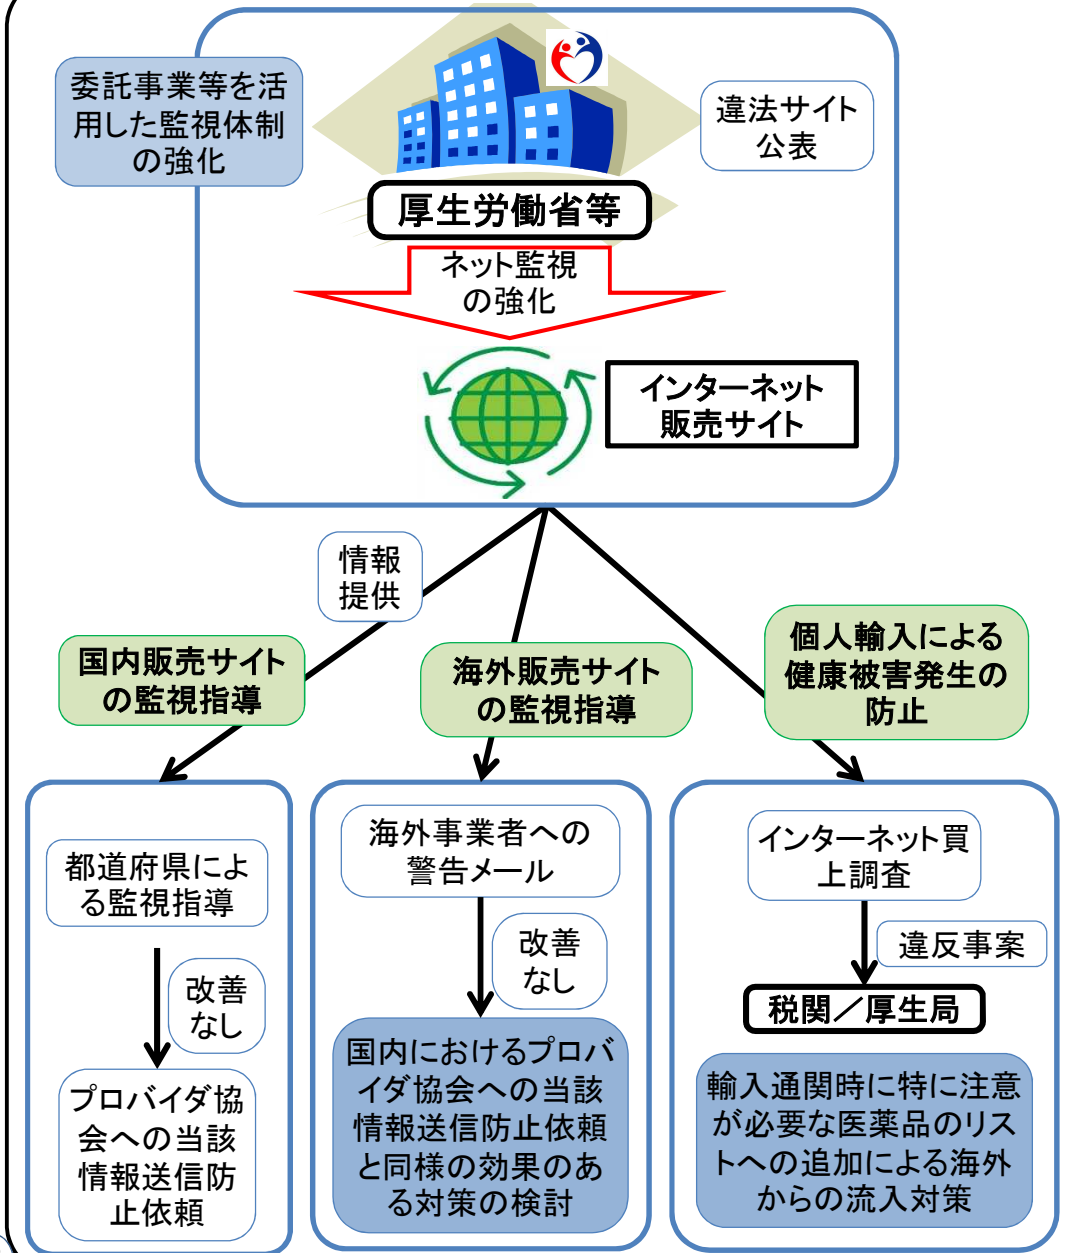 委託事業等を活
用した監視体制
の強化
違法サイト
公表
厚生労働省等
ネット監視
の強化
インターネット
販売サイト
情報
提供
国内販売サイト
の監視指導
海外販売サイト
の監視指導
個人輸入による
健康被害発生の
防止
都道府県によ
る監視指導
改善
なし
プロバイダ協
会への当該
情報送信防
止依頼
海外事業者への
警告メール
改善
なし
国内におけるプロバ
イダ協会への当該
情報送信防止依頼
と同様の効果のあ
る対策の検討
インターネット買
上調査
違反事案
税関／厚生局
輸入通関時に特に注意
が必要な医薬品のリス
トへの追加による海外
からの流入対策